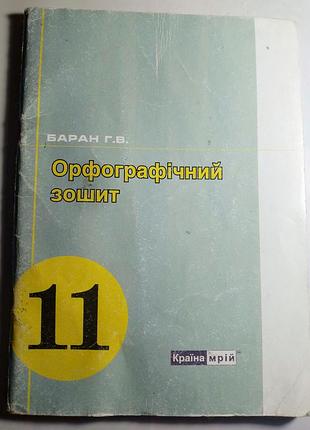 БАРАН Г.В.
Орфографічний
зошит
11
Країна мрій